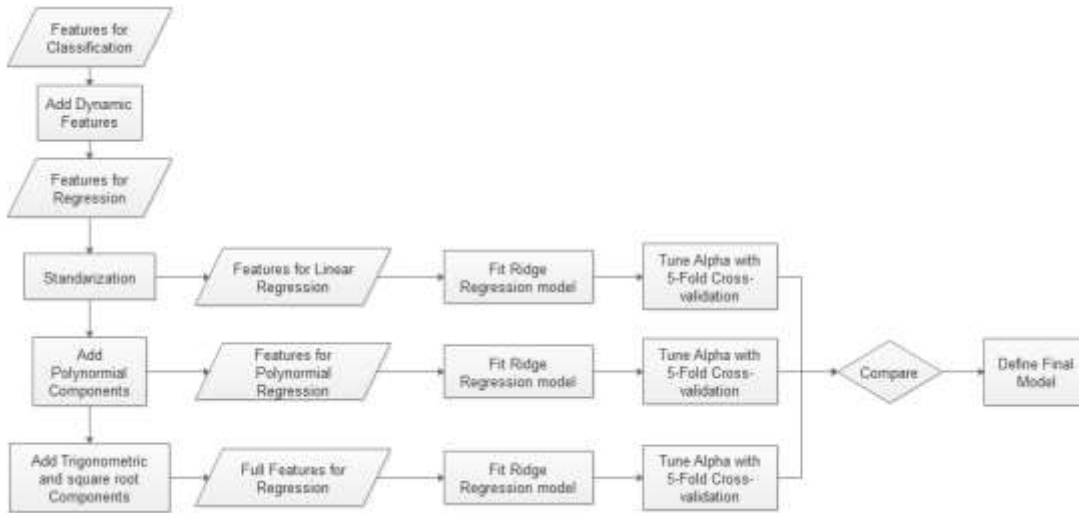 Features for
Classification
Add Dynamic
Features
Features for
Regression
Standarization
Features for Linear
Regression
Fit Ridge
Regression model
Tune Alpha with
5-Fold Cross-
validation
Add
Polynormial
Components
Features for
Polynormial
Regression
Fit Ridge
Regression model
Tune Alpha with
5-Fold Cross-
validation
Compare
Define Final
Model
Add Trigonometric
and square root
Components
Full Features for
Regression
Fit Ridge
Regression model
Tune Alpha with
5-Fold Cross-
validation